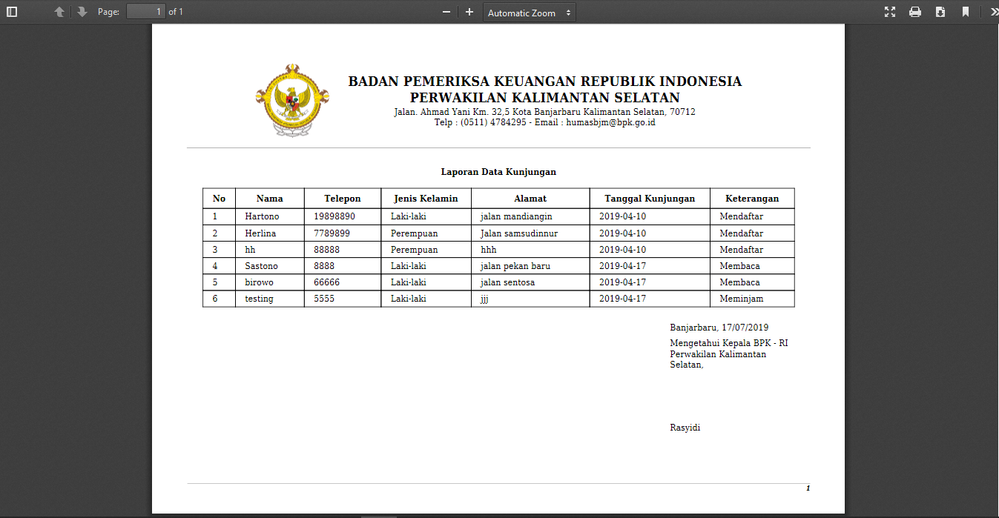 Page: 1 of 1 Automatic Zoom
BADAN PEMERIKSA KEUANGAN REPUBLIK INDONESIA
PERWAKILAN KALIMANTAN SELATAN
Jalan. Ahmad Yani Km. 32,5 Kota Banjarbaru Kalimantan Selatan, 70712
Telp : (0511) 4784295 - Email : humasbjm@bpk.go.id
Laporan Data Kunjungan
No Nama Telepon Jenis Kelamin Alamat Tanggal Kunjungan Keterangan
1 Hartono 19898890 Laki-laki jalan mandiangin 2019-04-10 Mendaftar
2 Herlina 7789899 Perempuan Jalan samsudinnur 2019-04-10 Mendaftar
3 hh 88888 Perempuan hhh 2019-04-10 Mendaftar
4 Sastono 8888 Laki-laki jalan pekan baru 2019-04-17 Membaca
5 birowo 66666 Laki-laki jalan sentosa 2019-04-17 Membaca
6 testing 5555 Laki-laki jjj 2019-04-17 Meminjam
Banjarbaru, 17/07/2019
Mengetahui Kepala BPK - RI
Perwakilan Kalimantan
Selatan,
Rasyidi
1